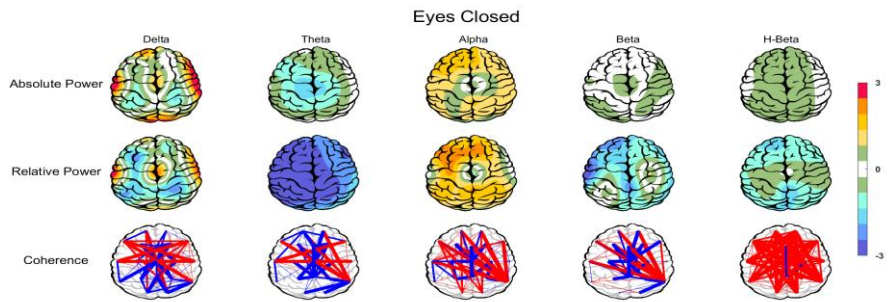 Eyes Closed
Delta Theta Alpha Beta H-Beta
Absolute Power
Relative Power
Coherence
3
0
-3